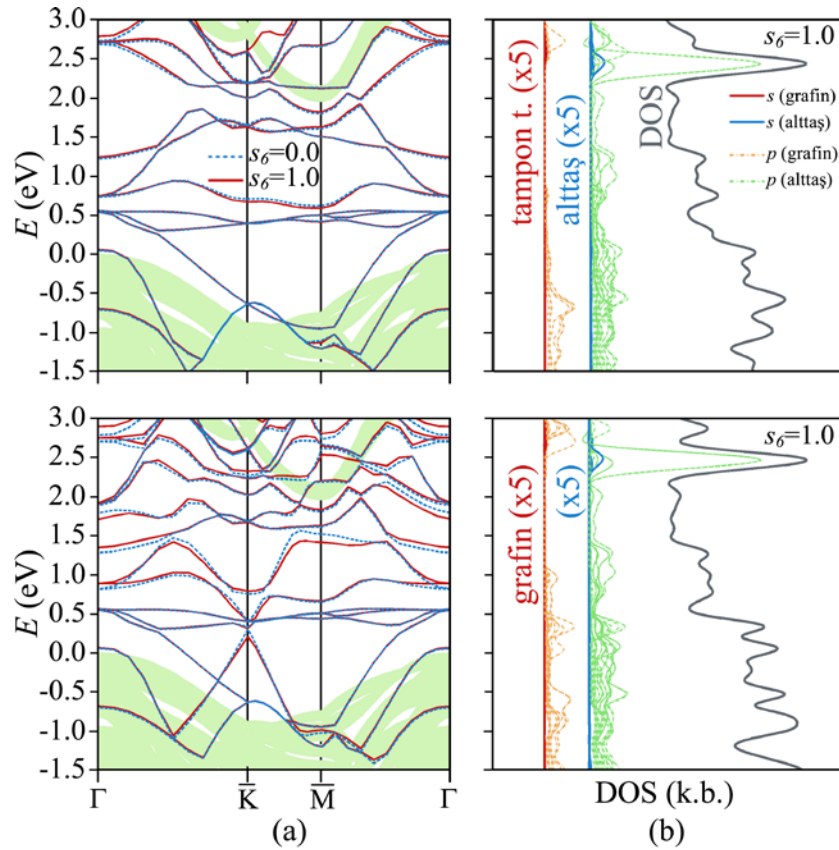 3.0
2.5
2.0
1.5
1.0
0.5
0.0
-0.5
-1.0
-1.5
E (eV)
s6=0.0
s6=1.0
tampon t. (x5)
alttaş (x5)
DOS
s6=1.0
s (grafin)
s (alttaş)
p (grafin)
p (alttaş)
3.0
2.5
2.0
1.5
1.0
0.5
0.0
-0.5
-1.0
-1.5
E (eV)
Γ
K̅
M̅
Γ
grafin (x5)
(x5)
s6=1.0
DOS (k.b.)
(a)
(b)